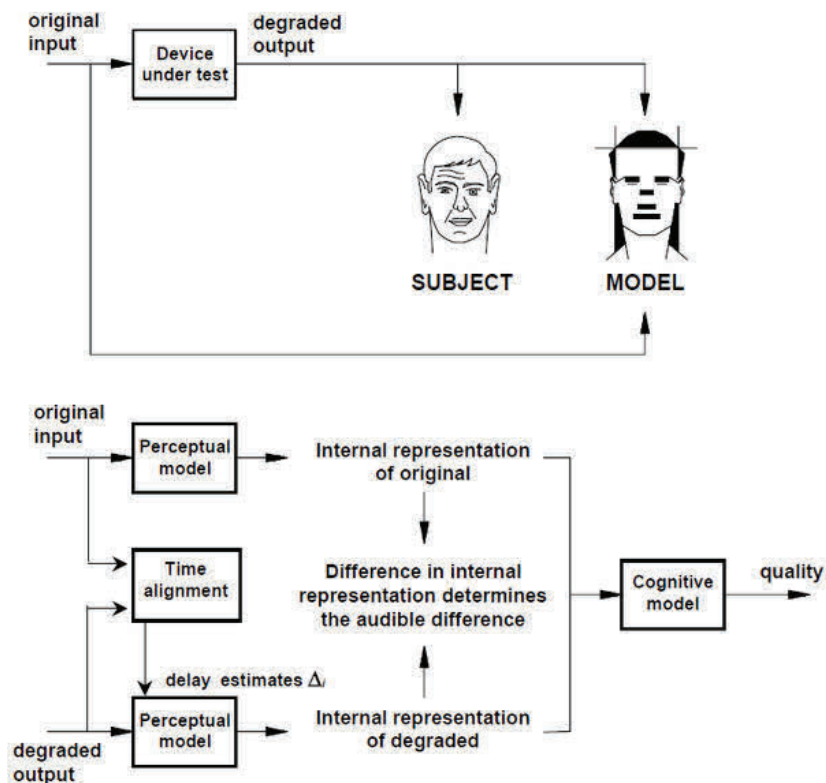 original
input
degraded
output
Device
under test
SUBJECT
MODEL
original
input
Perceptual
model
Internal representation
of original
Time
alignment
Difference in internal
representation determines
the audible difference
Cognitive
model
quality
delay estimates Δi
Perceptual
model
Internal representation
of degraded
degraded
output